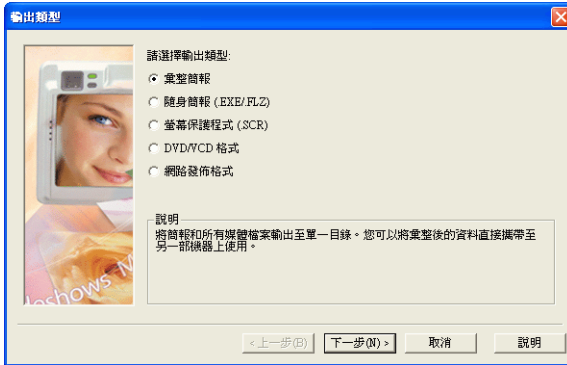 輸出類型
請選擇輸出類型:
彙整簡報
隨身簡報 (.EXE/.FLZ)
螢幕保護程式 (.SCR)
DVD/VCD 格式
網路發佈格式
說明
將簡報和所有媒體檔案輸出至單一目錄。您可以將彙整後的資料直接攜帶至
另一部機器上使用。
<上一步(B)
下一步(N) >
取消
說明